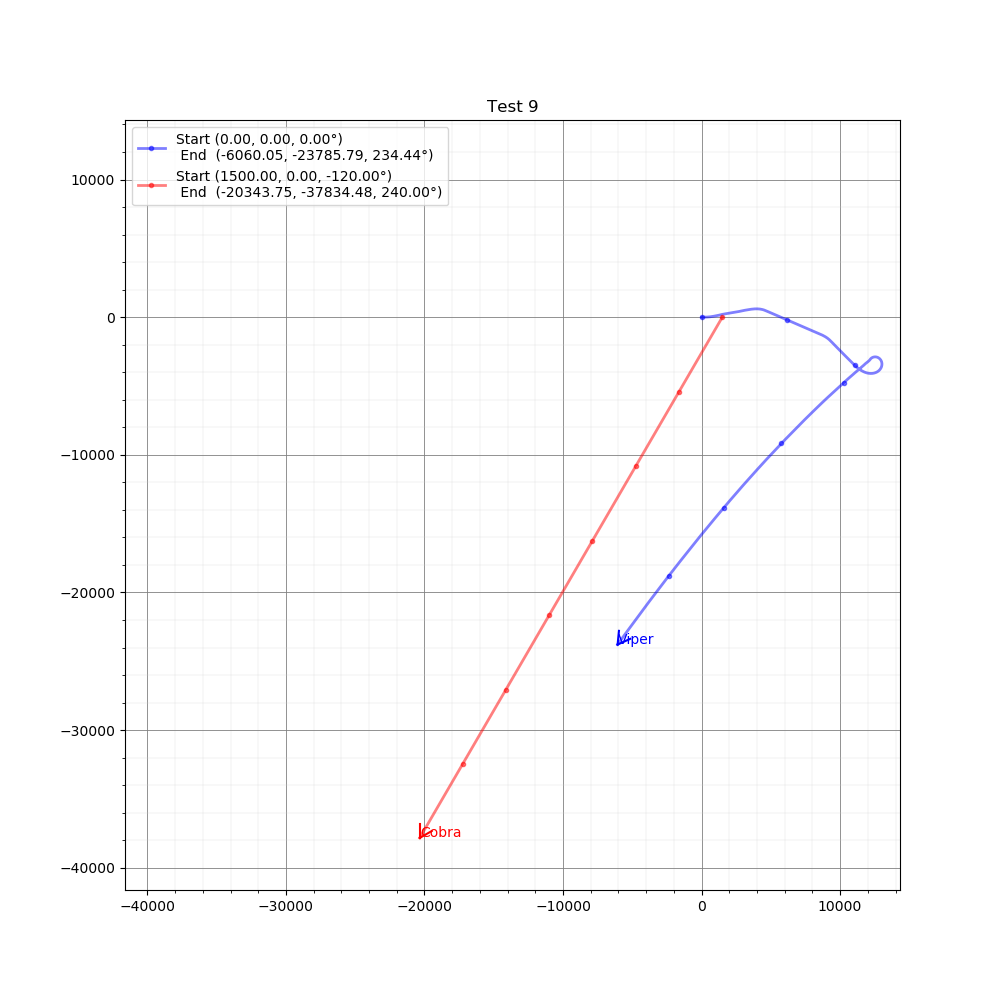 Test 9
Start (0.00, 0.00, 0.00°)
End (-6060.05, -23785.79, 234.44°)
Start (1500.00, 0.00, -120.00°)
End (-20343.75, -37834.48, 240.00°)
10000
0
−10000
−20000
−30000
−40000
Viper
Cobra
−40000 −30000 −20000 −10000 0 10000